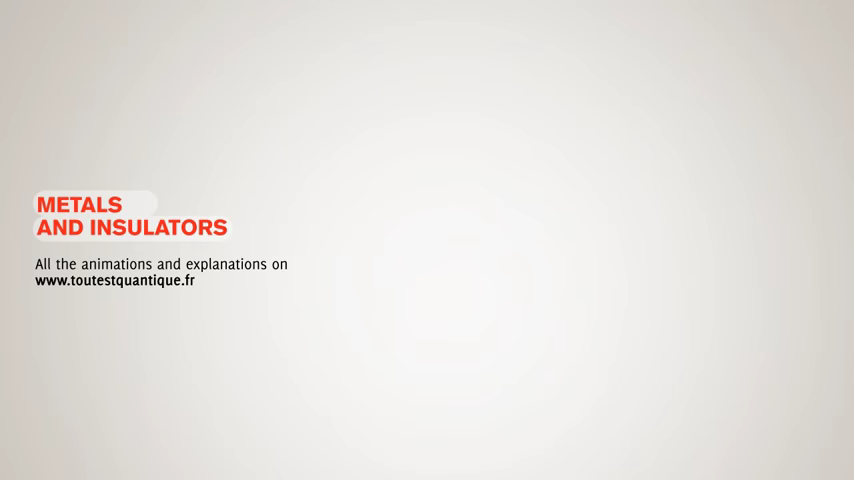 METALS
AND INSULATORS
All the animations and explanations on
www.toutestquantique.fr